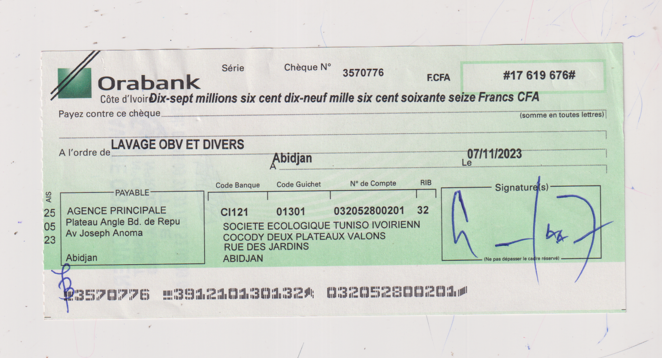 Orabank
Côte d'Ivoire
Série
Chèque N° 3570776
F.CFA #17 619 676#
Dix-sept millions six cent dix-neuf mille six cent soixante seize Francs CFA
Payez contre ce chèque
(somme en toutes lettres)
A l'ordre de LAVAGE OBV ET DIVERS
A Abidjan Le 07/11/2023
PAYABLE
AGENCE PRINCIPALE
Plateau Angle Bd. de Repu
Av Joseph Anoma
Abidjan
AIS
25
05
23
Code Banque Code Guichet N° de Compte RIB
CI121 01301 032052800201 32
SOCIETE ECOLOGIQUE TUNISO IVOIRIENN
COCODY DEUX PLATEAUX VALONS
RUE DES JARDINS
ABIDJAN
Signature(s)
(Ne pas dépasser le cadre réservé)
3570776 391210130132 032052800201